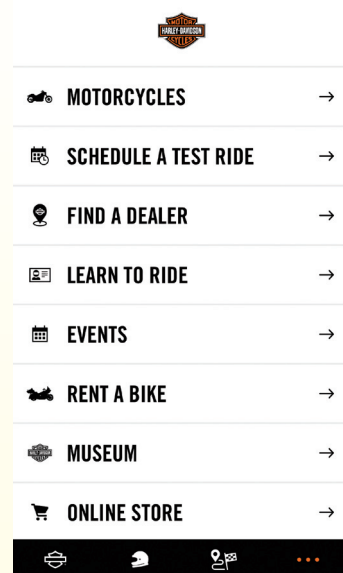 MOTOR
HARLEY-DAVIDSON
CYCLES
MOTORCYCLES
SCHEDULE A TEST RIDE
FIND A DEALER
LEARN TO RIDE
EVENTS
RENT A BIKE
MUSEUM
ONLINE STORE